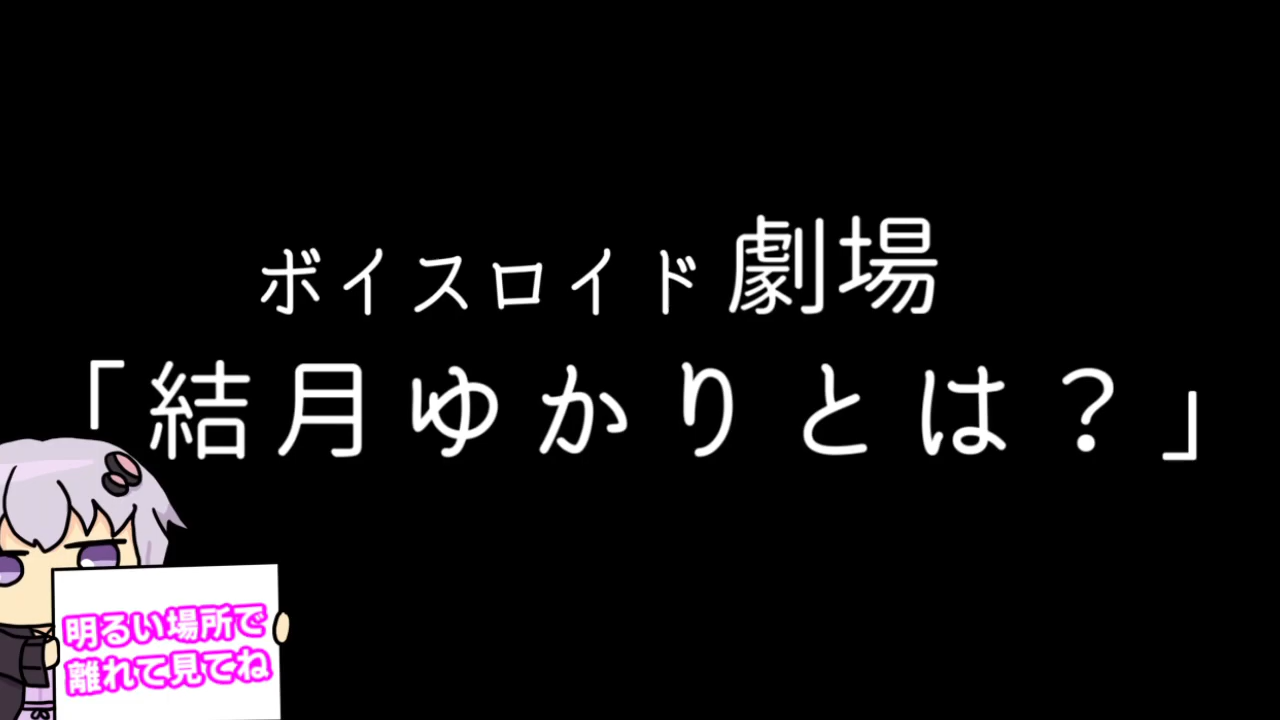 ボイスロイド劇場
「結月ゆかりとは？」
明るい場所で
離れて見てね